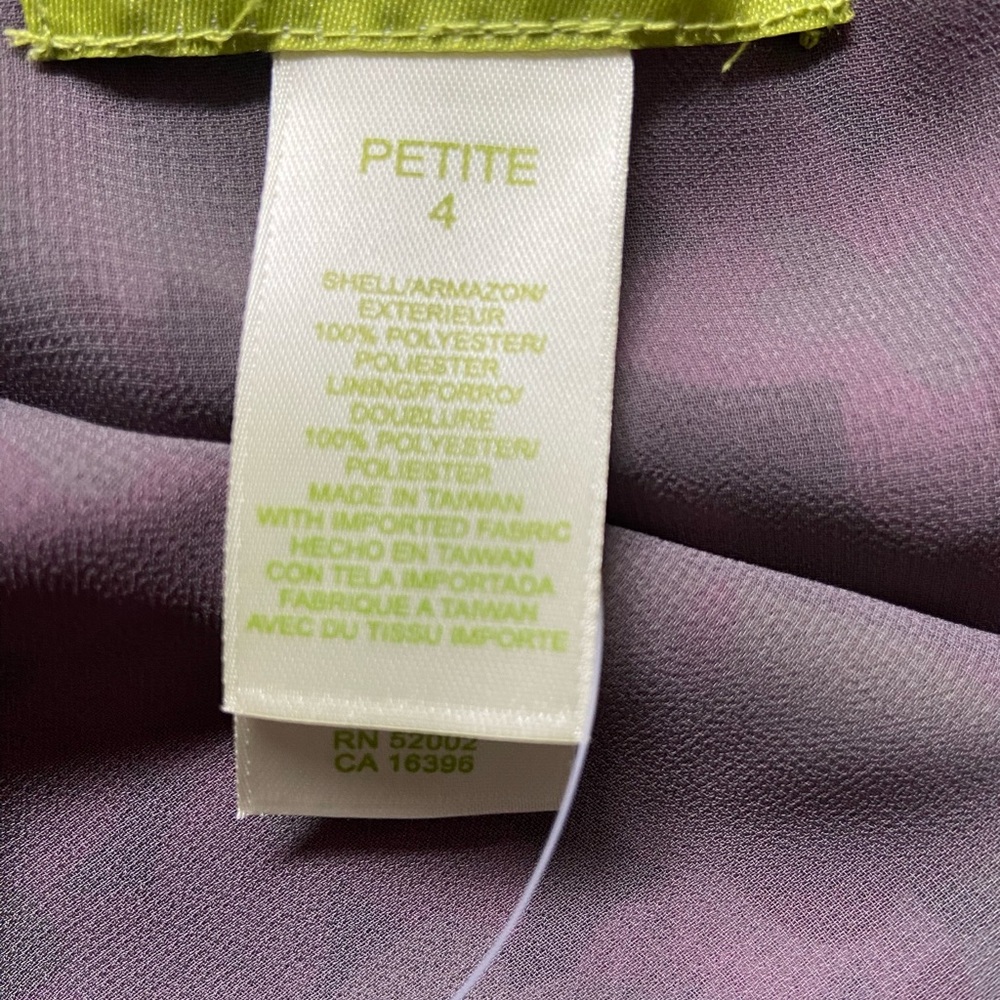 PETITE
4
SHELL/ARMAZON/
EXTERIEUR
100% POLYESTER/
POLIESTER
LINING/FORRO/
DOUBLURE
100% POLYESTER/
POLIESTER
MADE IN TAIWAN
WITH IMPORTED FABRIC
HECHO EN TAIWAN
CON TELA IMPORTADA
FABRIQUE A TAIWAN
AVEC DU TISSU IMPORTE
RN 52002
CA 16396